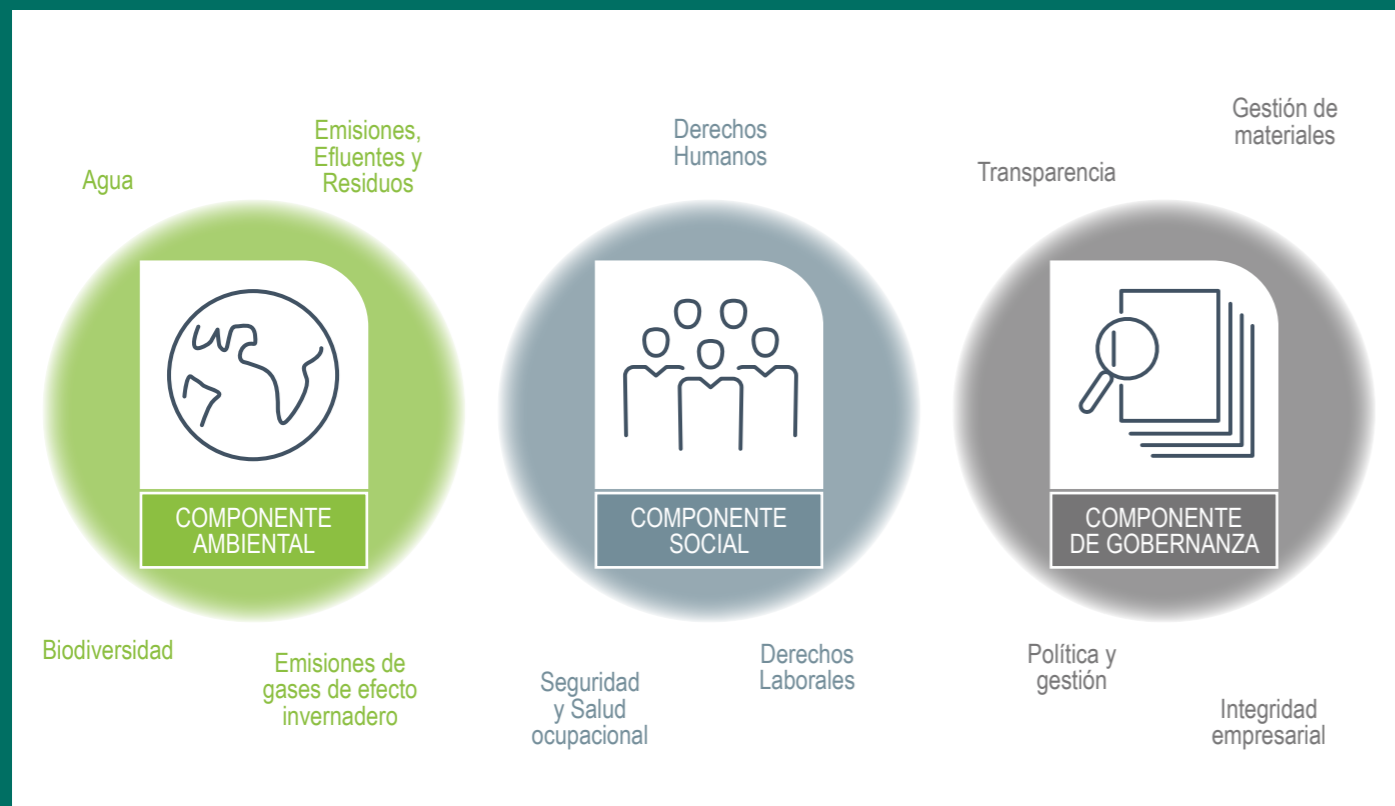 Agua
Emisiones,
Efluentes y
Residuos
COMPONENTE
AMBIENTAL
Biodiversidad
Emisiones de
gases de efecto
invernadero
Derechos
Humanos
COMPONENTE
SOCIAL
Seguridad
y Salud
ocupacional
Derechos
Laborales
Transparencia
Gestión de
materiales
COMPONENTE
DE GOBERNANZA
Política y
gestión
Integridad
empresarial